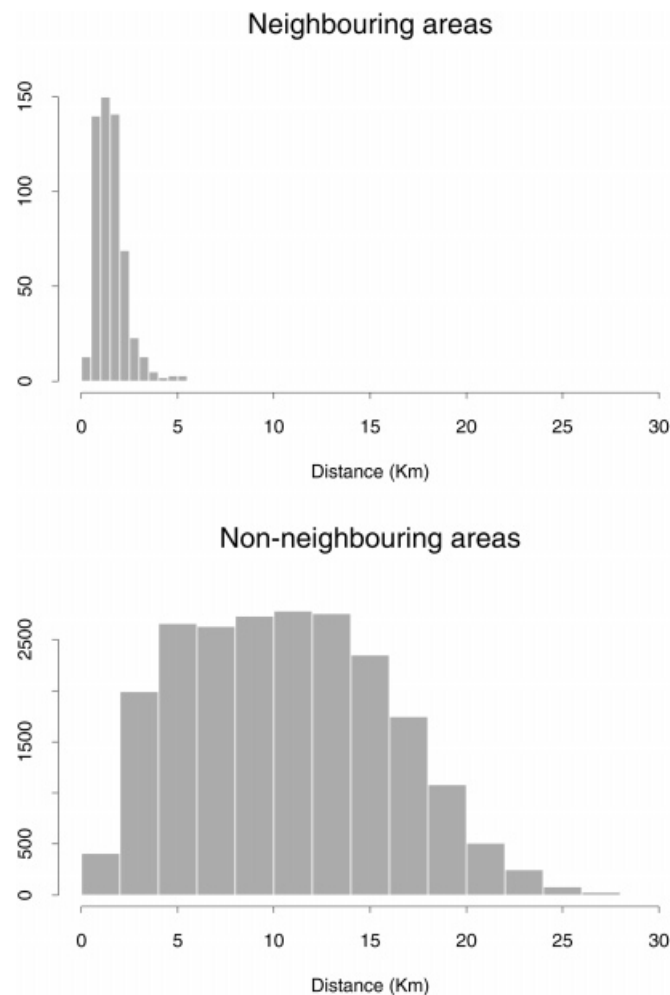 Neighbouring areas
150
100
50
0
0 5 10 15 20 25 30
Distance (Km)
Non-neighbouring areas
2500
1500
500
0
0 5 10 15 20 25 30
Distance (Km)